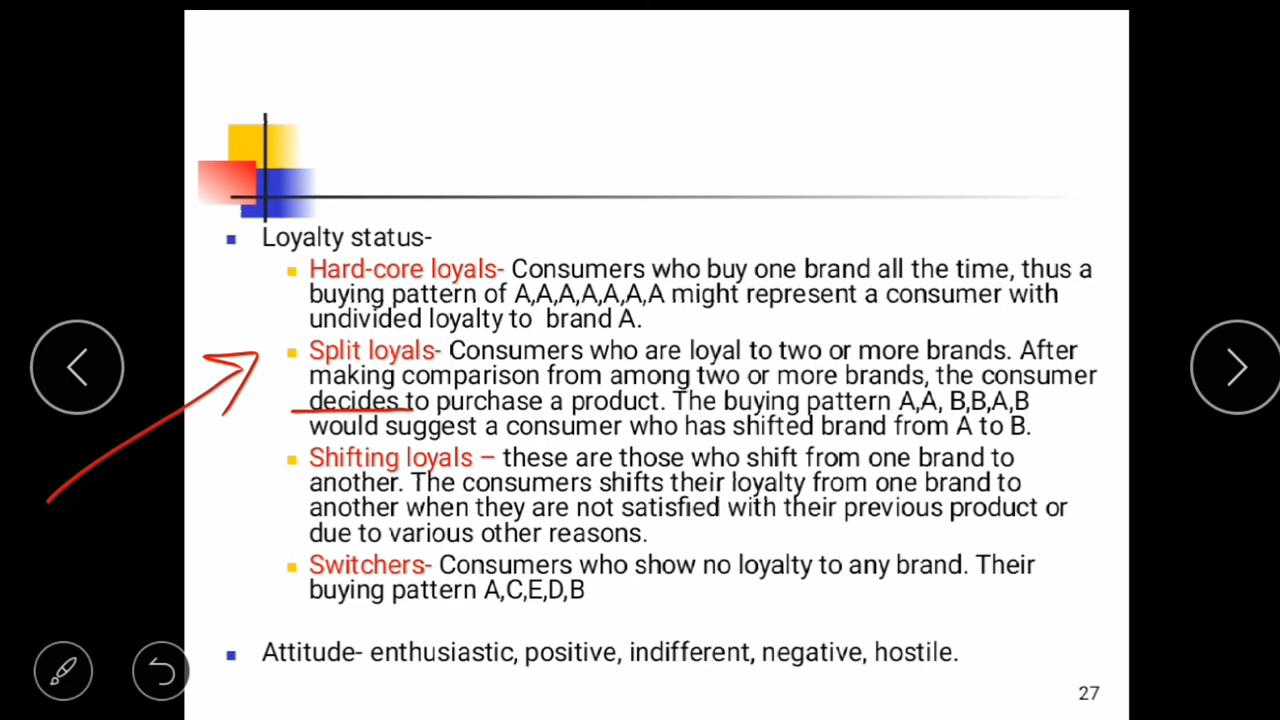 Loyalty status-
Hard-core loyals- Consumers who buy one brand all the time, thus a
buying pattern of A,A,A,A,A,A,A might represent a consumer with
undivided loyalty to brand A.
Split loyals- Consumers who are loyal to two or more brands. After
making comparison from among two or more brands, the consumer
decides to purchase a product. The buying pattern A,A, B,B,A,B
would suggest a consumer who has shifted brand from A to B.
Shifting loyals – these are those who shift from one brand to
another. The consumers shifts their loyalty from one brand to
another when they are not satisfied with their previous product or
due to various other reasons.
Switchers- Consumers who show no loyalty to any brand. Their
buying pattern A,C,E,D,B
Attitude- enthusiastic, positive, indifferent, negative, hostile.
27